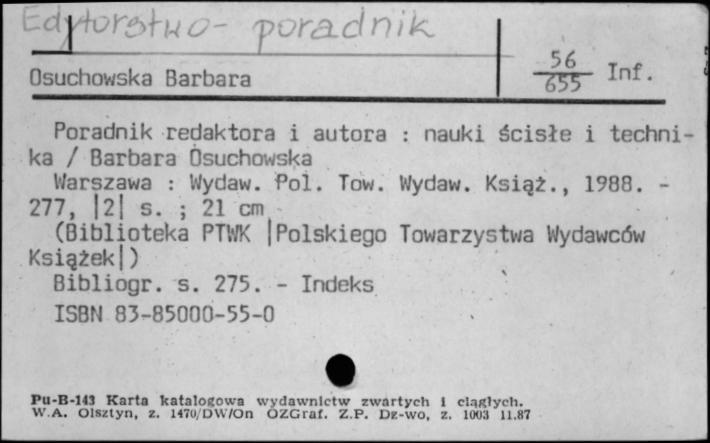 Edytorstwo - poradnik
56
655 Inf.
Osuchowska Barbara
Poradnik redaktora i autora : nauki ścisłe i techni-
ka / Barbara Osuchowska
Warszawa : Wydaw. Pol. Tow. Wydaw. Książ., 1988. -
277, |2| s. ; 21 cm
(Biblioteka PTWK |Polskiego Towarzystwa Wydawców
Książek|)
Bibliogr. s. 275. - Indeks
ISBN 83-85000-55-0
Pu-B-143 Karta katalogowa wydawnictw zwartych i ciągłych.
W.A. Olsztyn, z. 1470/DW/On OZGraf. Z.P. Dz-wo, z. 1003 11.87